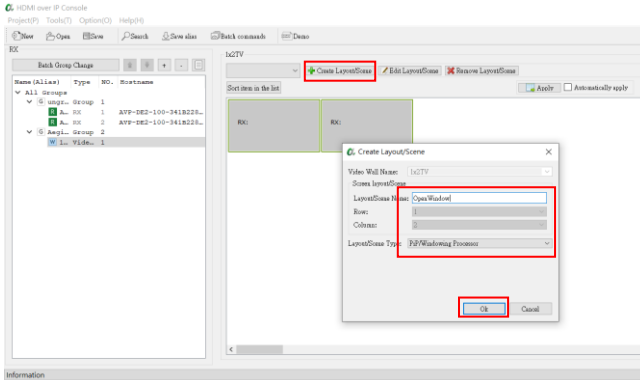 HDMI over IP Console
Project(P) Tools(T) Option(O) Help(H)
New Open Save Search Save alias Batch commands Demo
RX
Batch Group Change + -
Name(Alias) Type NO. Hostname
All Groups
G ungr... Group 1
R A... RX 1 AVP-DE2-100-341B228...
R A... RX 2 AVP-DE2-100-341B228...
G Aegi... Group 2
W 1... Vide... 1
1x2TV
Create Layout/Scene Edit Layout/Scene Remove Layout/Scene
Sort item in the list Apply Automatically apply
RX: RX:
Create Layout/Scene
Video Wall Name: 1x2TV
Screen layout/Scene
Layout/Scene Name: OpenWindow
Row: 1
Column: 2
Layout/Scene Type: PiP/Windowing Processor
Ok Cancel
Information